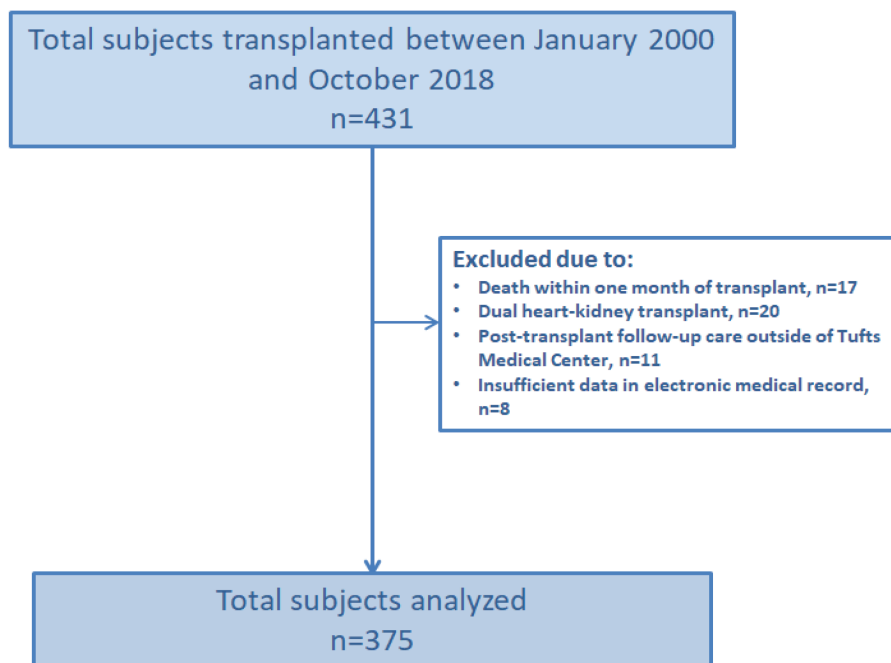 Total subjects transplanted between January 2000
and October 2018
n=431
Excluded due to:
• Death within one month of transplant, n=17
• Dual heart-kidney transplant, n=20
• Post-transplant follow-up care outside of Tufts
Medical Center, n=11
• Insufficient data in electronic medical record,
n=8
Total subjects analyzed
n=375